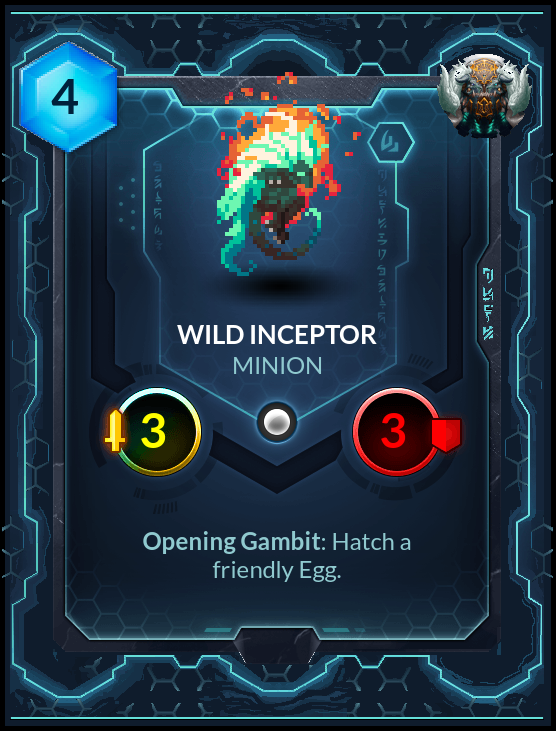 4
WILD INCEPTOR
MINION
3
3
Opening Gambit: Hatch a
friendly Egg.